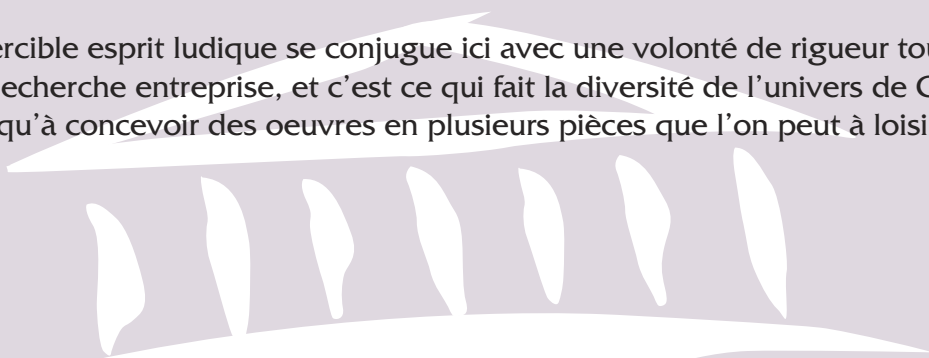 ercible esprit ludique se conjugue ici avec une volonté de rigueur tou
echerche entreprise, et c’est ce qui fait la diversité de l’univers de
qu’à concevoir des oeuvres en plusieurs pièces que l’on peut à loisi